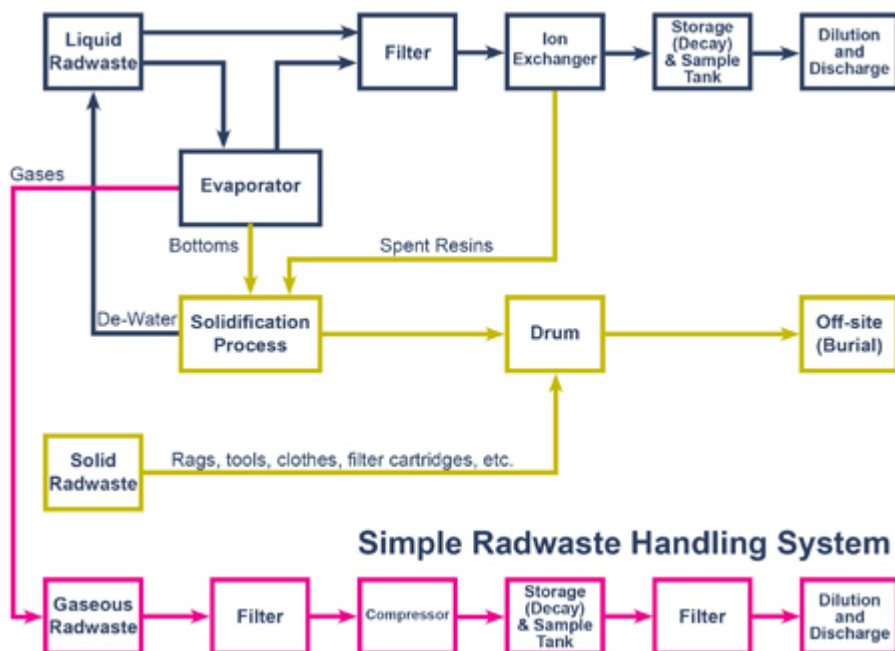 Liquid
Radwaste
Filter
Ion
Exchanger
Storage
(Decay)
& Sample
Tank
Dilution
and
Discharge
Gases
Evaporator
Bottoms
Spent Resins
De-Water
Solidification
Process
Drum
Off-site
(Burial)
Solid
Radwaste
Rags, tools, clothes, filter cartridges, etc.
Simple Radwaste Handling System
Gaseous
Radwaste
Filter
Compressor
Storage
(Decay)
& Sample
Tank
Filter
Dilution
and
Discharge